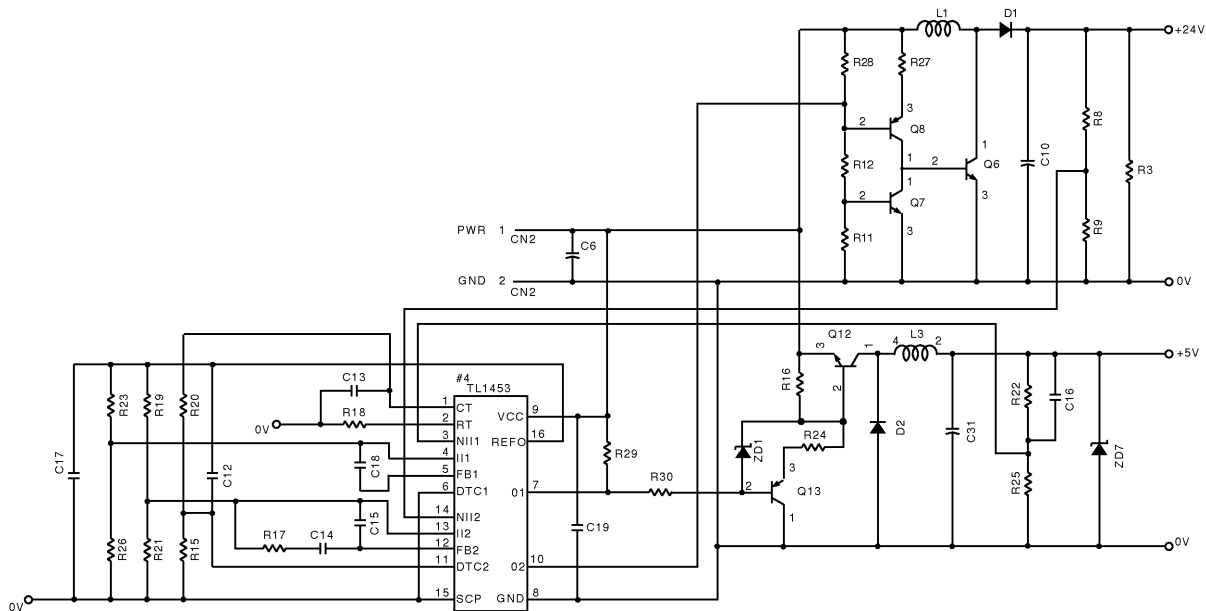 L1
D1
+24V
R28
R27
3
2
Q8
R8
C10
R12
1
2
1
Q6
R3
1
2
Q7
3
R9
3
PWR 1
CN2
C6
R11
GND 2
CN2
0V
Q12
L3
3
1
4
2
+5V
R16
2
#4
TL1453
R23
R19
R20
C13
R18
0V
1 CT
2 RT
3 NII1
4 II1
5 FB1
6 DTC1
14 NII2
13 II2
12 FB2
11 DTC2
15 SCP
VCC 9
REFO 16
01 7
02 10
GND 8
R22
C16
R24
D2
C31
ZD7
ZD1
C17
C12
C18
R29
R30
3
2
Q13
1
R25
C15
R17
C14
C19
R26
R21
R15
0V
0V